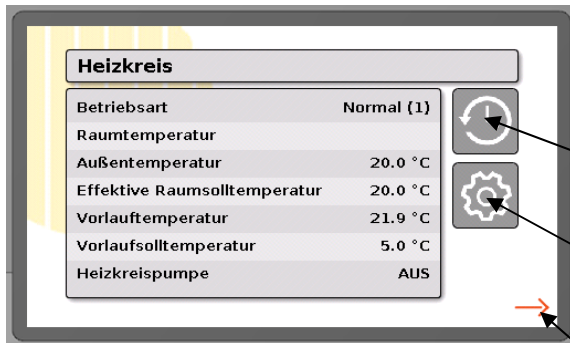 Heizkreis
Betriebsart Normal (1)
Raumtemperatur
Außentemperatur 20.0 °C
Effektive Raumsolltemperatur 20.0 °C
Vorlauftemperatur 21.9 °C
Vorlaufsolltemperatur 5.0 °C
Heizkreispumpe AUS